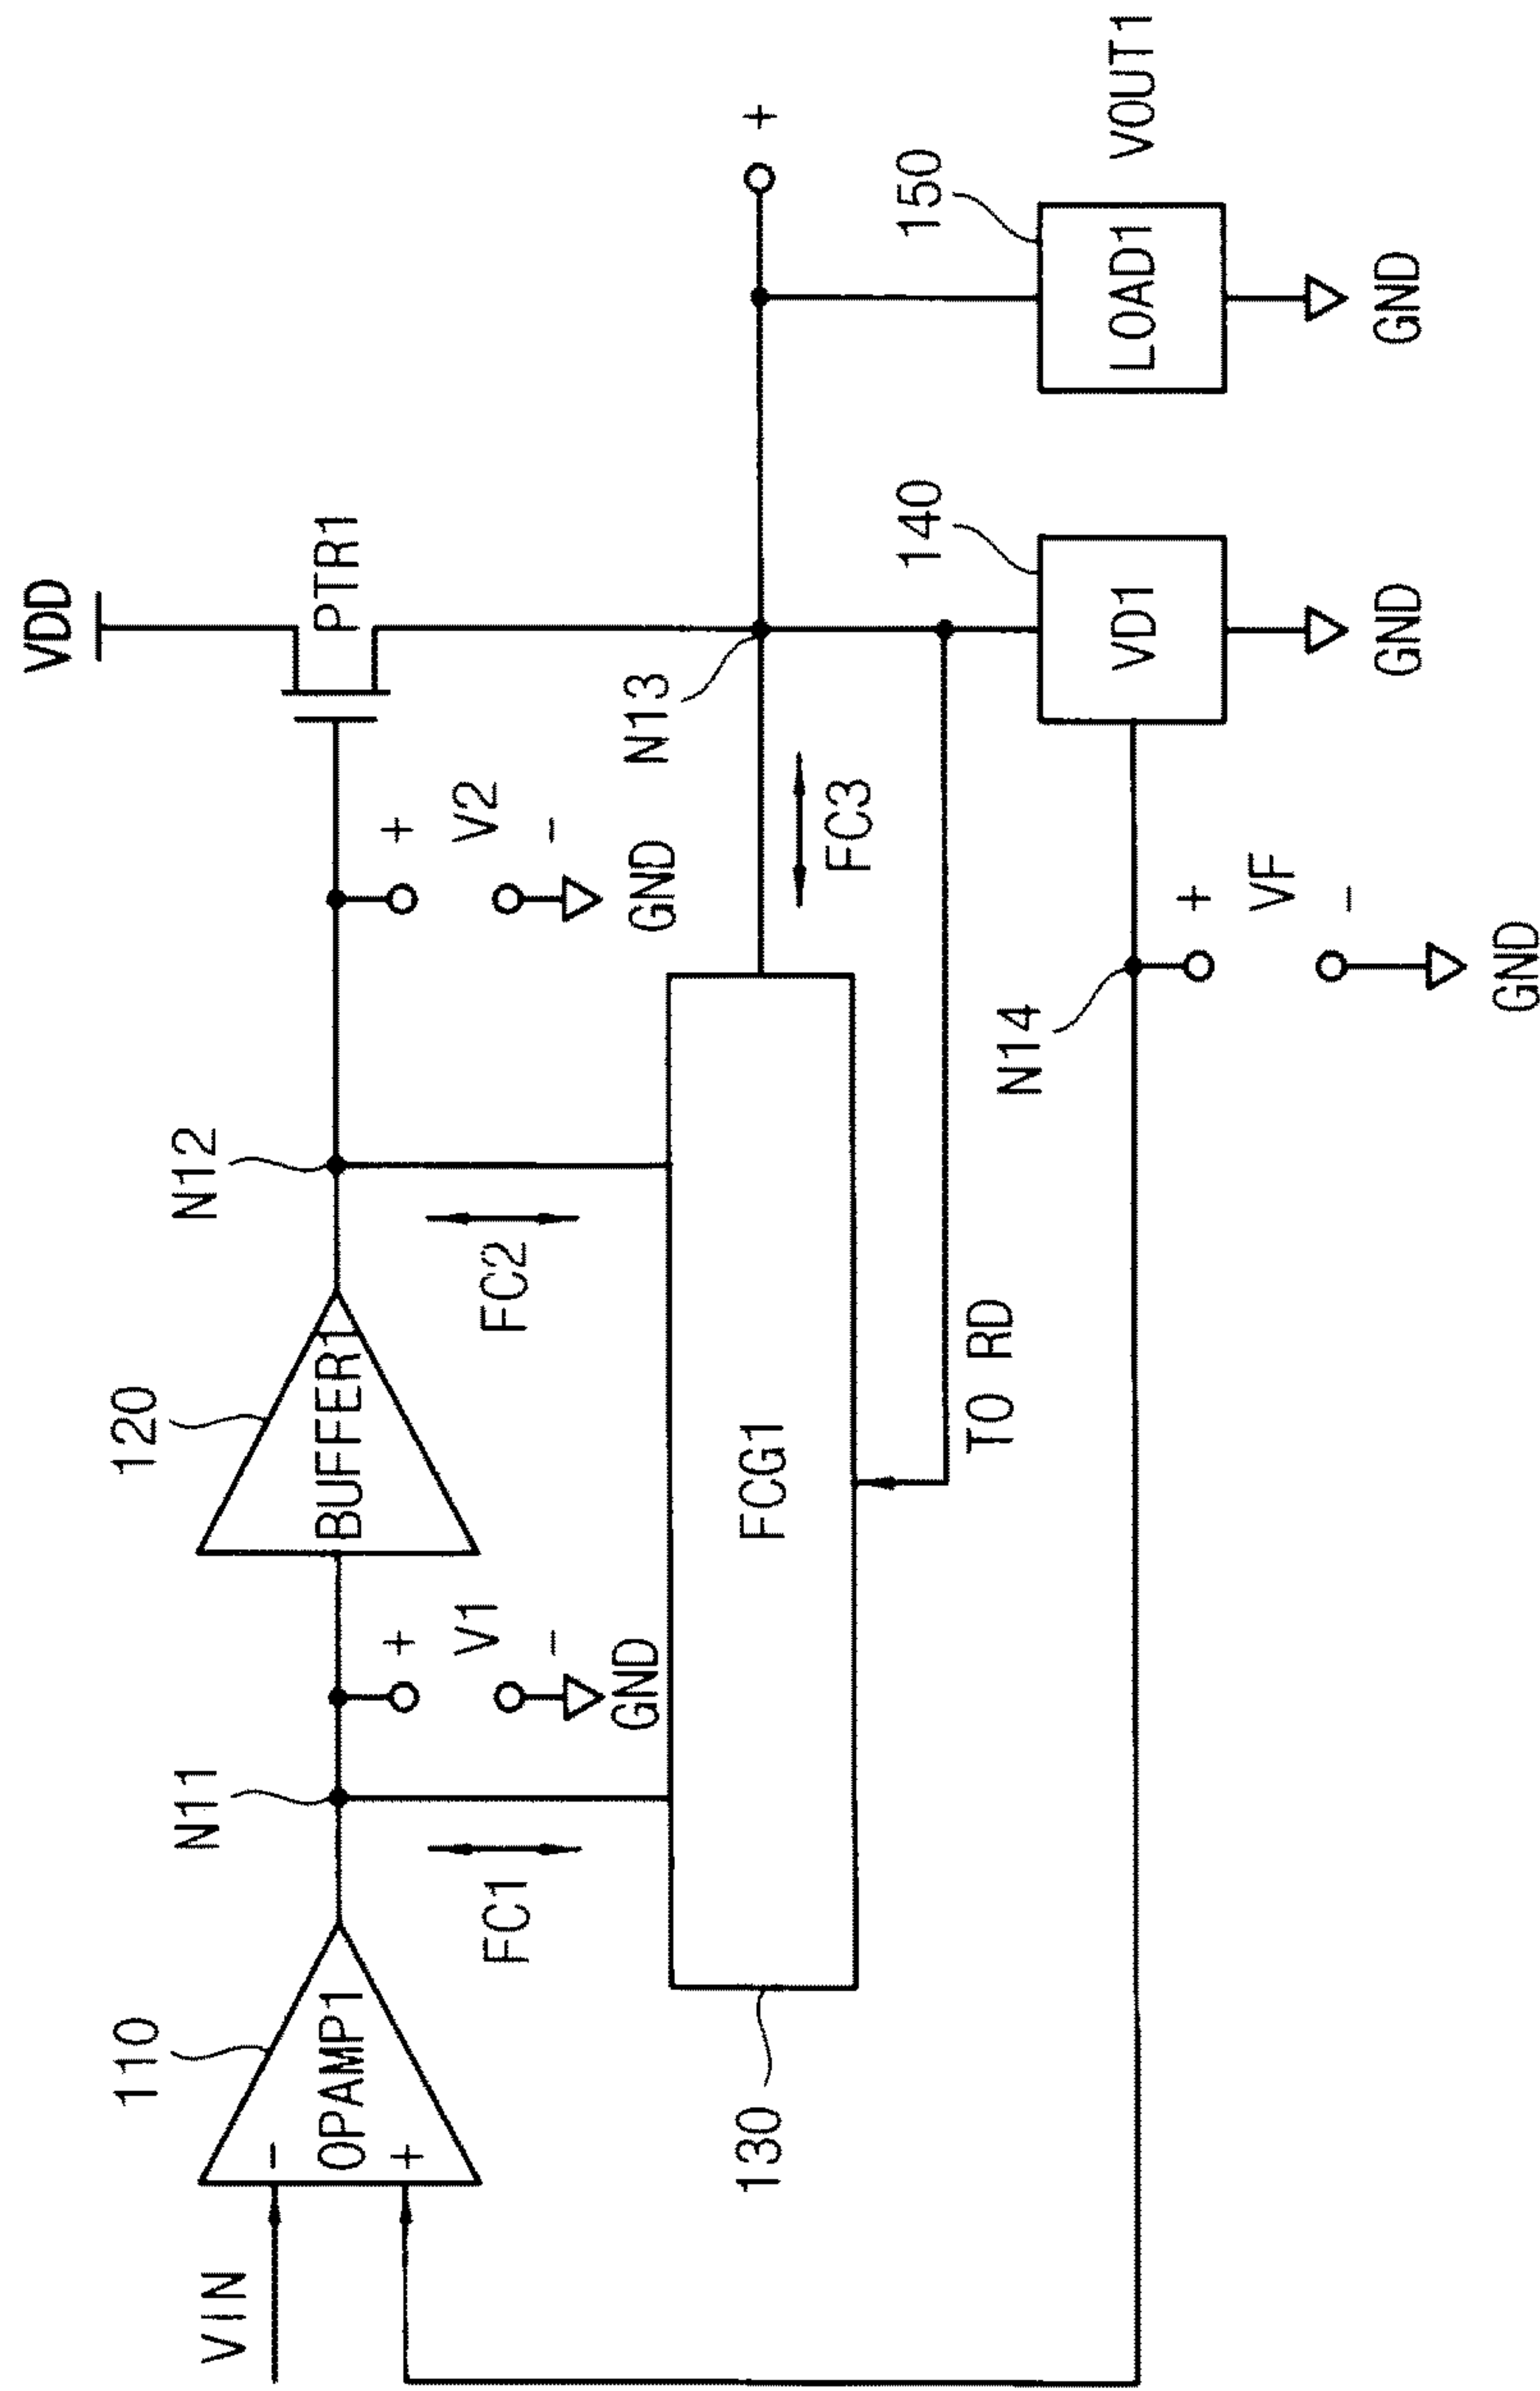 VDD
PTR1
N11
N12
110
OPAMP1
-
+
VIN
120
BUFFER1
+
V1
-
GND
+
V2
-
GND
FC1
FC2
N13
+
130
FCG1
FC3
TO RD
140
VD1
GND
150
LOAD1
GND
VOUT1
N14
+
VF
-
GND